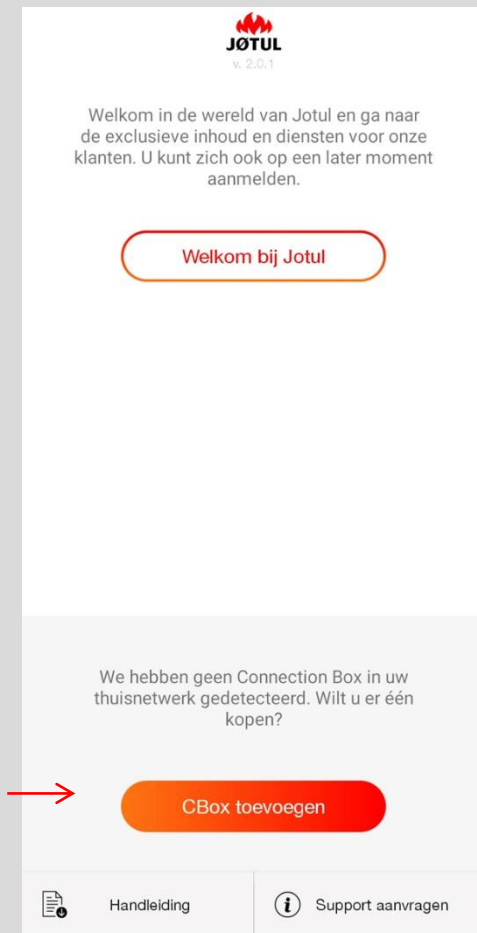 JØTUL
v. 2.0.1
Welkom in de wereld van Jotul en ga naar
de exclusieve inhoud en diensten voor onze
klanten. U kunt zich ook op een later moment
aanmelden.
Welkom bij Jotul
We hebben geen Connection Box in uw
thuisnetwerk gedetecteerd. Wilt u er één
kopen?
CBox toevoegen
Handleiding
Support aanvragen